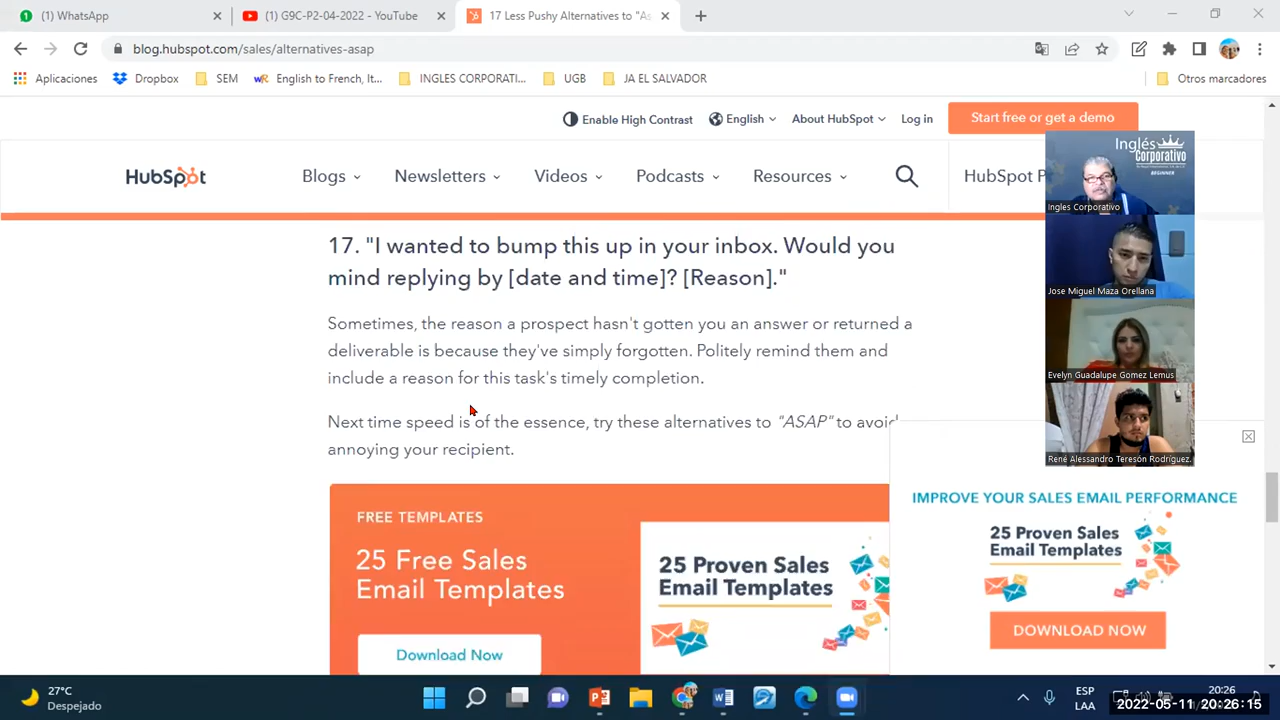 (1) WhatsApp
G9C-P2-04-2022 - YouTube
17 Less Pushy Alternatives to "As
blog.hubspot.com/sales/alternatives-asap
Aplicaciones
Dropbox
SEM
English to French, It...
INGLES CORPORATI...
UGB
JA EL SALVADOR
Otros marcadores
Enable High Contrast
English
About HubSpot
Log in
Start free or get a demo
HubSpot
Blogs
Newsletters
Videos
Podcasts
Resources
HubSpot P
Inglés
Corporativo
BEGINNER
Ingles Corporativo
Jose Miguel Maza Orellana
Evelyn Guadalupe Gomez Lemus
René Alessandro Teresón Rodríguez.
17. "I wanted to bump this up in your inbox. Would you
mind replying by [date and time]? [Reason]."
Sometimes, the reason a prospect hasn't gotten you an answer or returned a
deliverable is because they've simply forgotten. Politely remind them and
include a reason for this task's timely completion.
Next time speed is of the essence, try these alternatives to "ASAP" to avoid
annoying your recipient.
FREE TEMPLATES
25 Free Sales
Email Templates
Download Now
25 Proven Sales
Email Templates
IMPROVE YOUR SALES EMAIL PERFORMANCE
25 Proven Sales
Email Templates
DOWNLOAD NOW
27°C
Despejado
ESP
LAA
20:26
2022-05-11 20:26:15